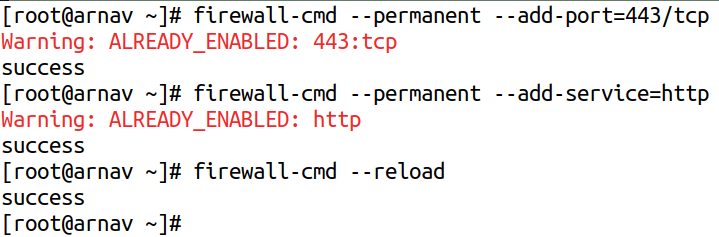 [root@arnav ~]# firewall-cmd --permanent --add-port=443/tcp
Warning: ALREADY_ENABLED: 443:tcp
success
[root@arnav ~]# firewall-cmd --permanent --add-service=http
Warning: ALREADY_ENABLED: http
success
[root@arnav ~]# firewall-cmd --reload
success
[root@arnav ~]#